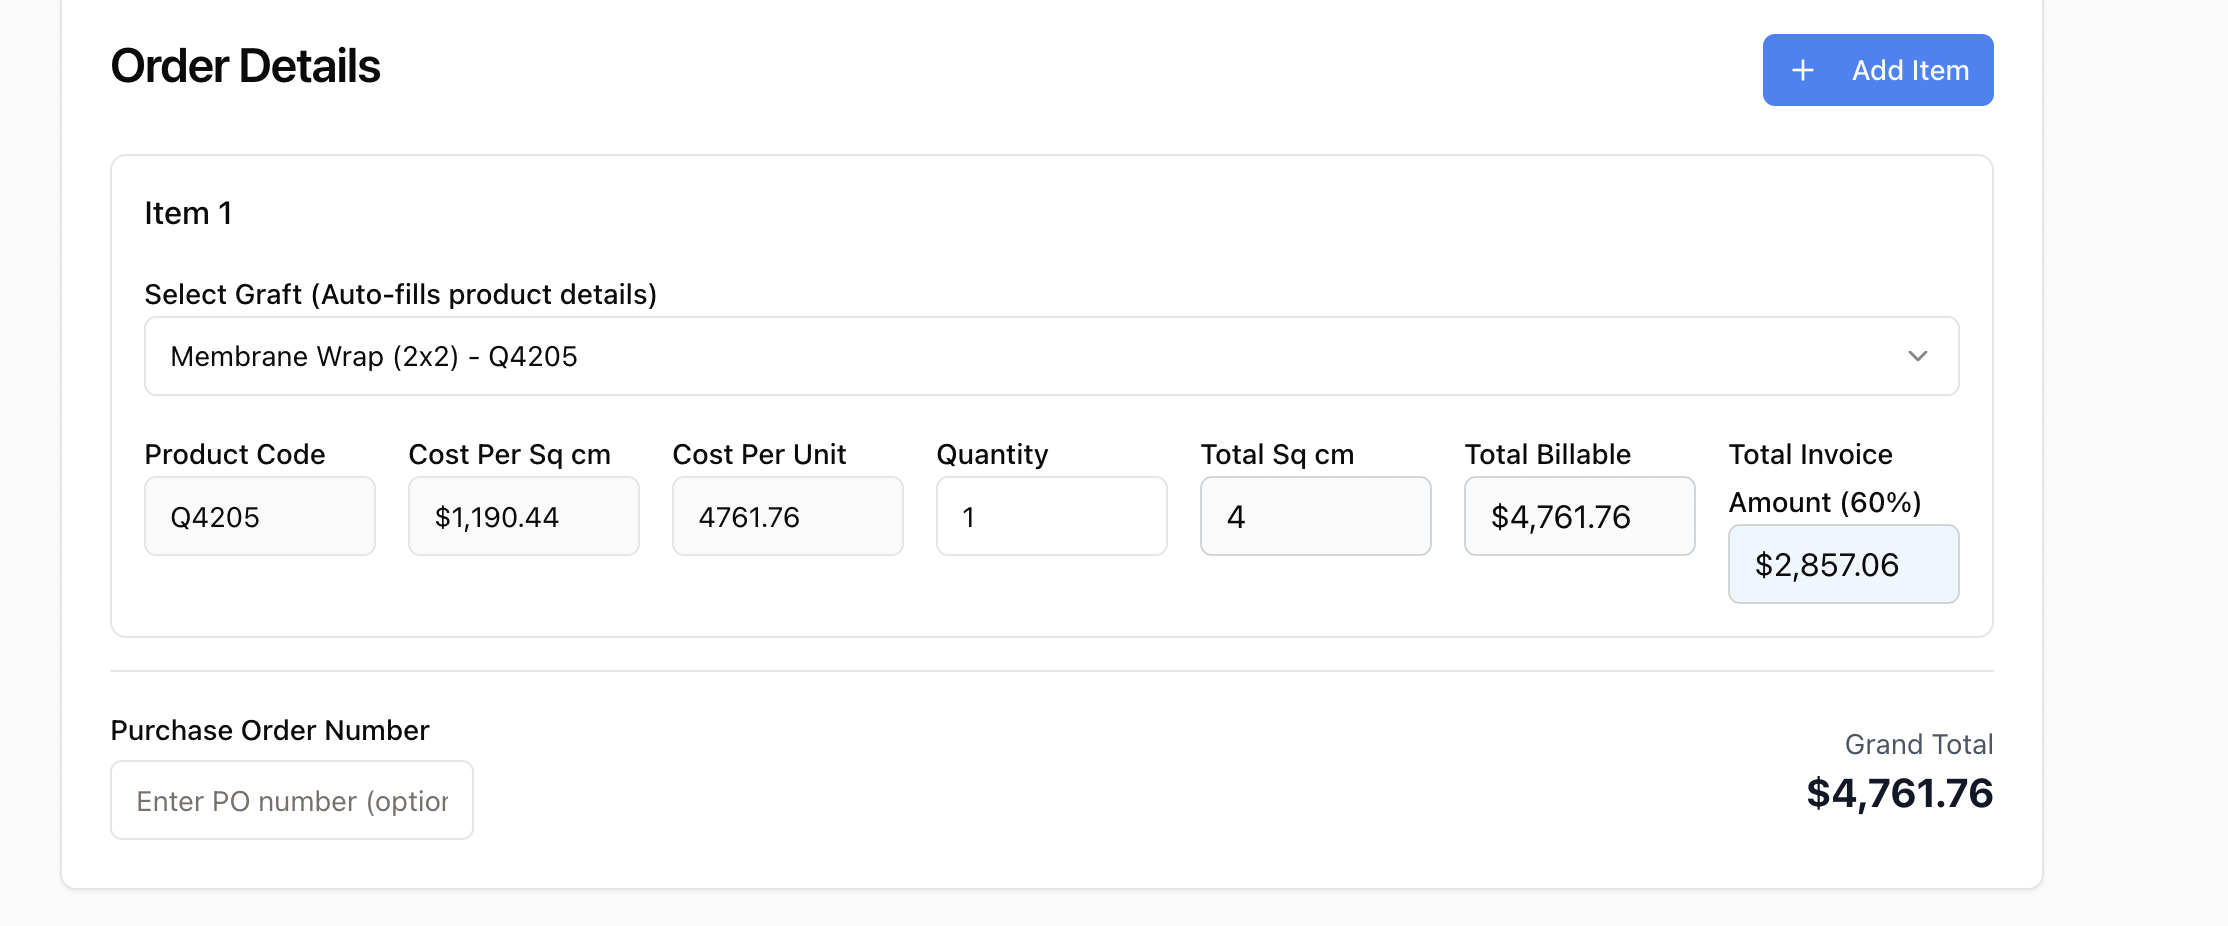 Order Details
+ Add Item
Item 1
Select Graft (Auto-fills product details)
Membrane Wrap (2x2) - Q4205
Product Code
Q4205
Cost Per Sq cm
$1,190.44
Cost Per Unit
4761.76
Quantity
1
Total Sq cm
4
Total Billable
$4,761.76
Total Invoice
Amount (60%)
$2,857.06
Purchase Order Number
Enter PO number (option
Grand Total
$4,761.76